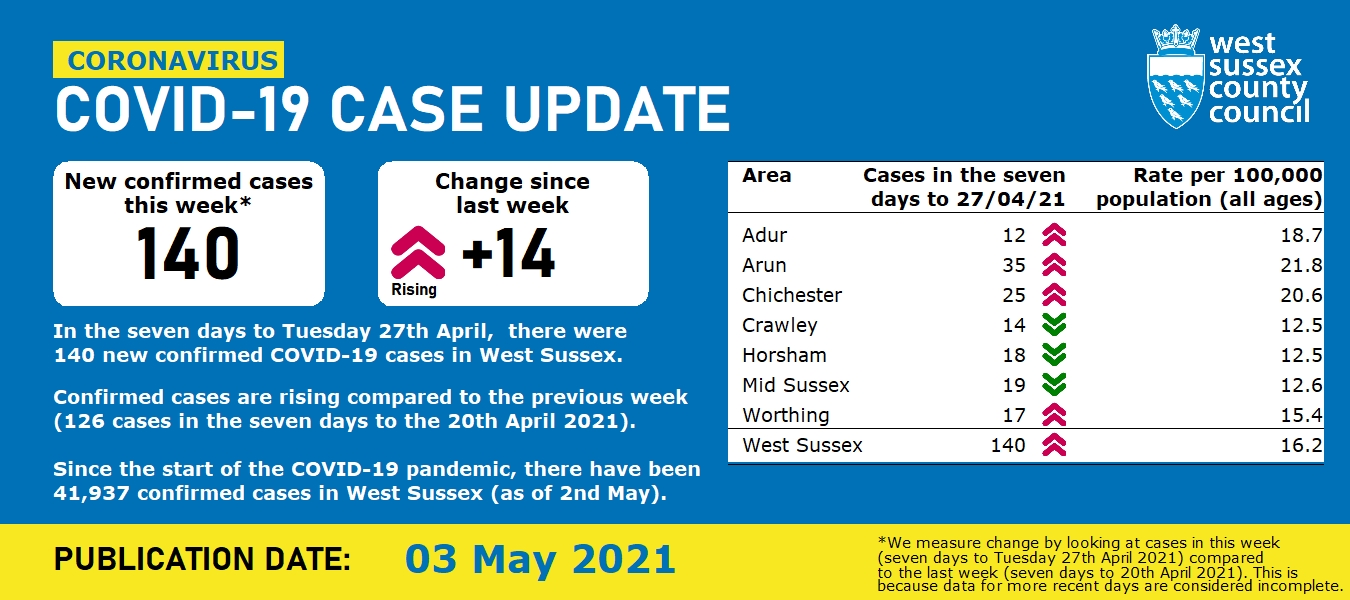 CORONAVIRUS
COVID-19 CASE UPDATE
west
sussex
county
council
New confirmed cases
this week*
140
Change since
last week
+14
Rising
In the seven days to Tuesday 27th April,  there were
140 new confirmed COVID-19 cases in West Sussex.
Confirmed cases are rising compared to the previous week
(126 cases in the seven days to the 20th April 2021).
Since the start of the COVID-19 pandemic, there have been
41,937 confirmed cases in West Sussex (as of 2nd May).
Area Cases in the seven Rate per 100,000
days to 27/04/21 population (all ages)
Adur 12 18.7
Arun 35 21.8
Chichester 25 20.6
Crawley 14 12.5
Horsham 18 12.5
Mid Sussex 19 12.6
Worthing 17 15.4
West Sussex 140 16.2
PUBLICATION DATE: 03 May 2021
*We measure change by looking at cases in this week
(seven days to Tuesday 27th April 2021) compared
to the last week (seven days to 20th April 2021). This is
because data for more recent days are considered incomplete.